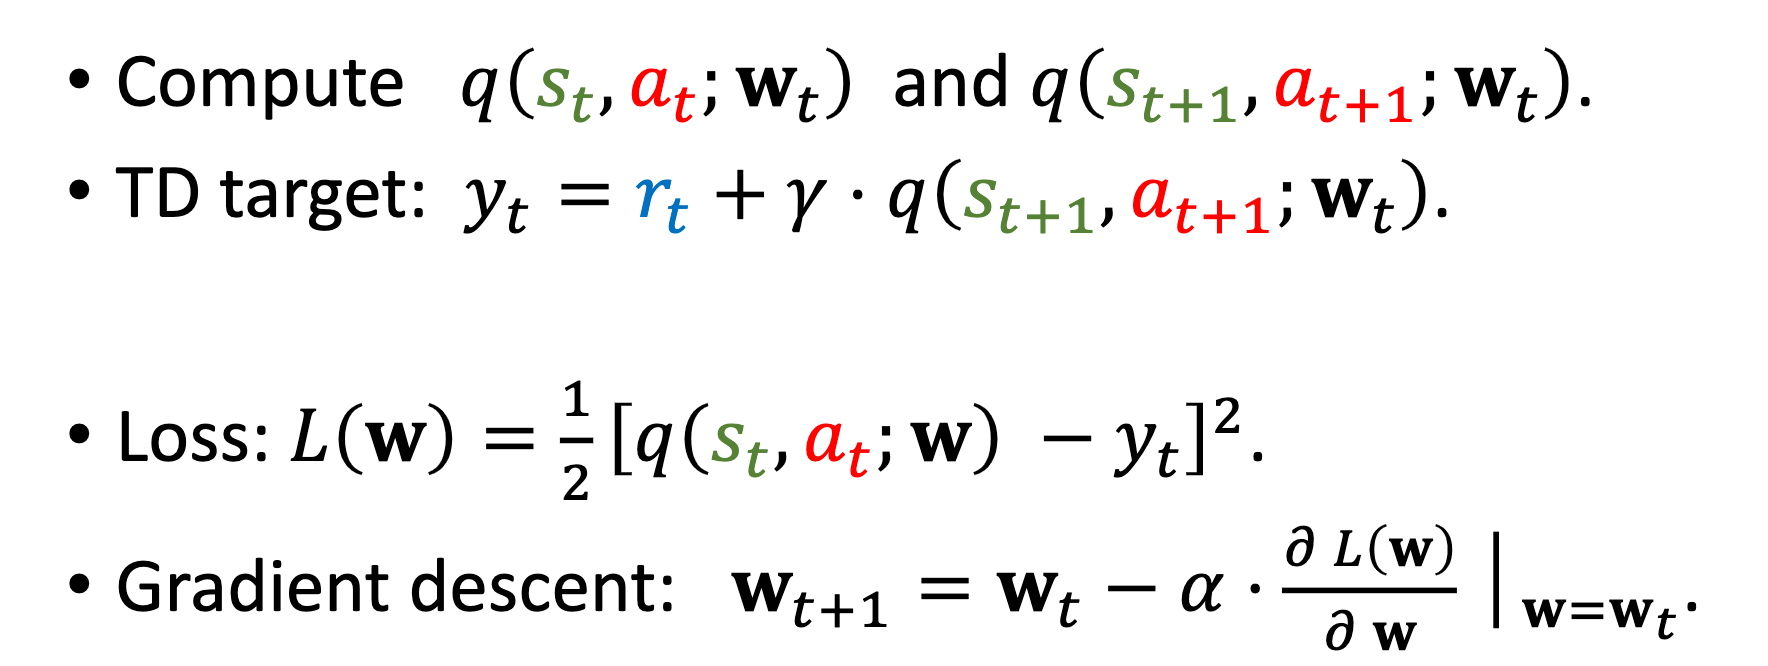 • Compute q(s_t, a_t; w_t) and q(s_{t+1}, a_{t+1}; w_t).
• TD target: y_t = r_t + γ · q(s_{t+1}, a_{t+1}; w_t).
• Loss: L(w) = 1/2 [q(s_t, a_t; w) − y_t]².
• Gradient descent: w_{t+1} = w_t − α · ∂ L(w)/∂ w |_{w=w_t}.